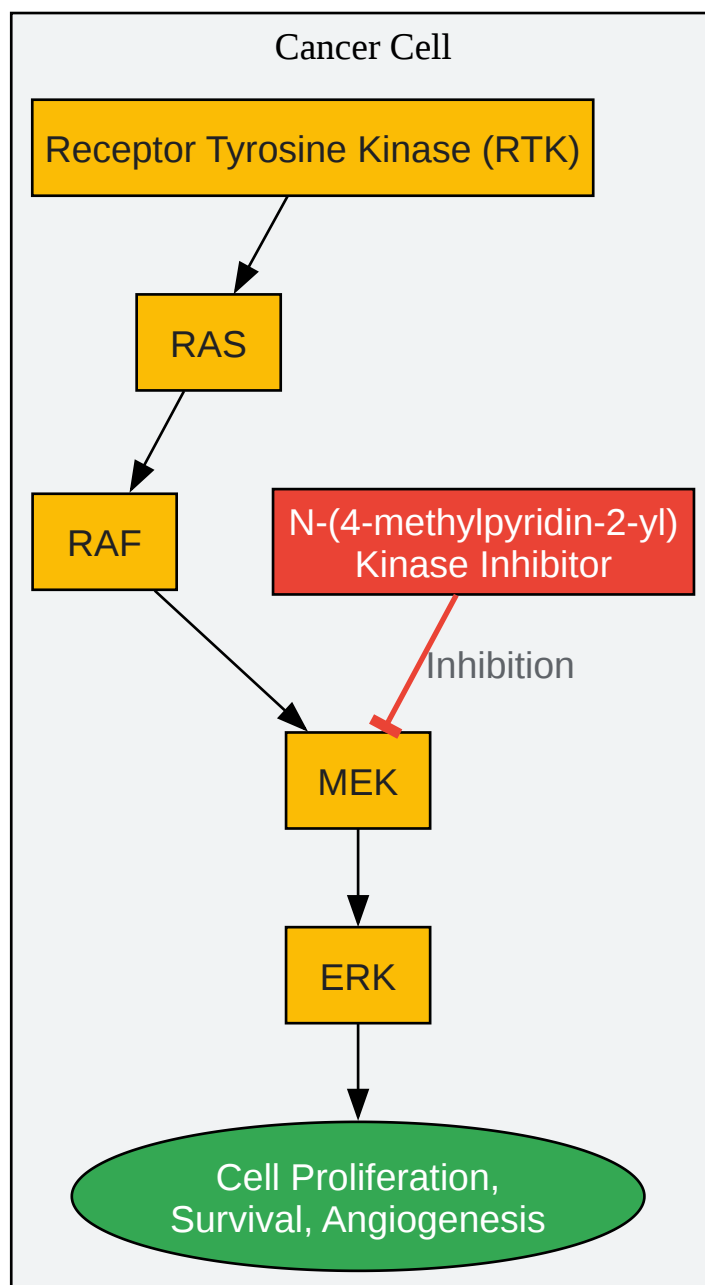 Cancer Cell
Receptor Tyrosine Kinase (RTK)
RAS
RAF
N-(4-methylpyridin-2-yl)
Kinase Inhibitor
Inhibition
MEK
ERK
Cell Proliferation,
Survival, Angiogenesis